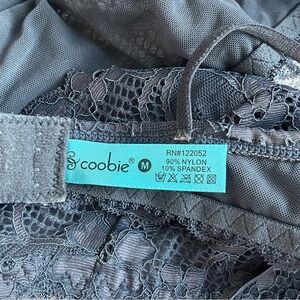 coobie® M
RN#122052
90% NYLON
10% SPANDEX